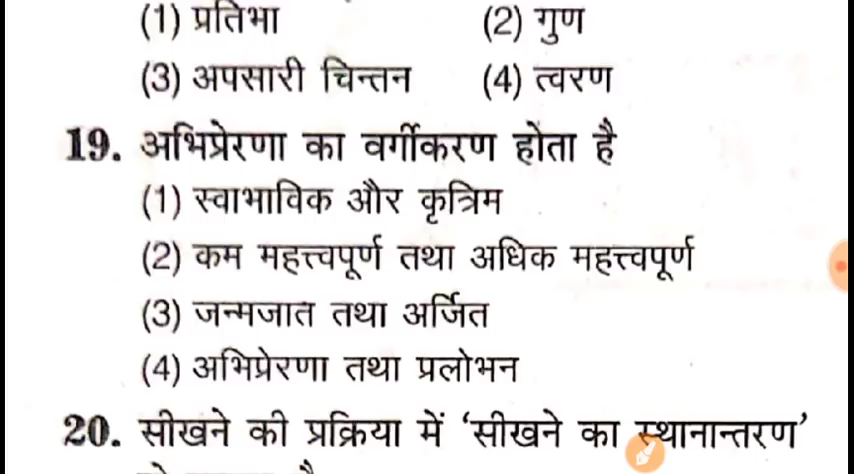 (1) प्रतिभा (2) गुण
(3) अपसारी चिन्तन (4) त्वरण
19. अभिप्रेरणा का वर्गीकरण होता है
(1) स्वाभाविक और कृत्रिम
(2) कम महत्त्वपूर्ण तथा अधिक महत्त्वपूर्ण
(3) जन्मजात तथा अर्जित
(4) अभिप्रेरणा तथा प्रलोभन
20. सीखने की प्रक्रिया में ‘सीखने का स्थानान्तरण’